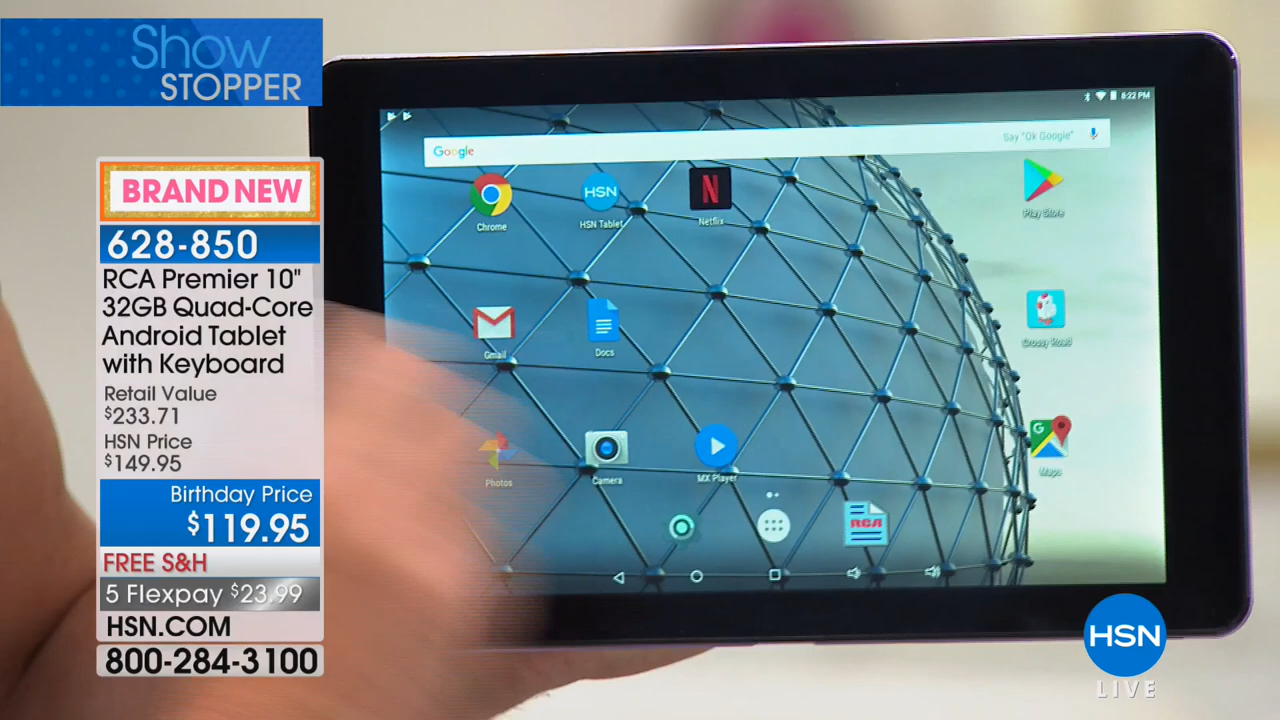 Show
STOPPER
BRAND NEW
628-850
RCA Premier 10"
32GB Quad-Core
Android Tablet
with Keyboard
Retail Value
$233.71
HSN Price
$149.95
Birthday Price
$119.95
FREE S&H
5 Flexpay $23.99
HSN.COM
800-284-3100
8:22 PM
Google
Say "Ok Google"
Chrome
HSN
HSN Tablet
N
Netflix
Play Store
Gmail
Docs
Crossy Road
Photos
Camera
MX Player
G
Maps
RCA
HSN
LIVE